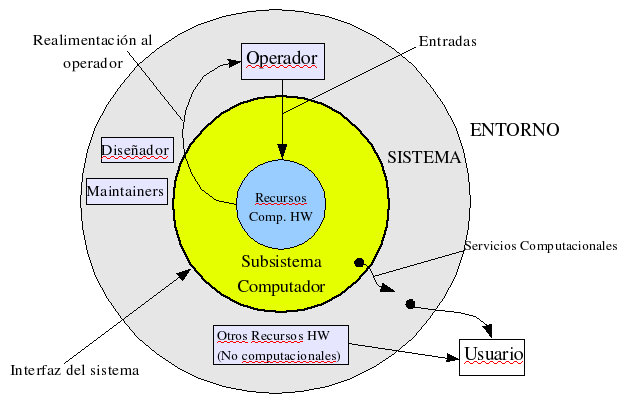 Realimentación al
operador
Operador
Entradas
ENTORNO
Diseñador
SISTEMA
Maintainers
Recursos
Comp. HW
Servicios Computacionales
Subsistema
Computador
Otros Recursos HW
(No computacionales)
Usuario
Interfaz del sistema